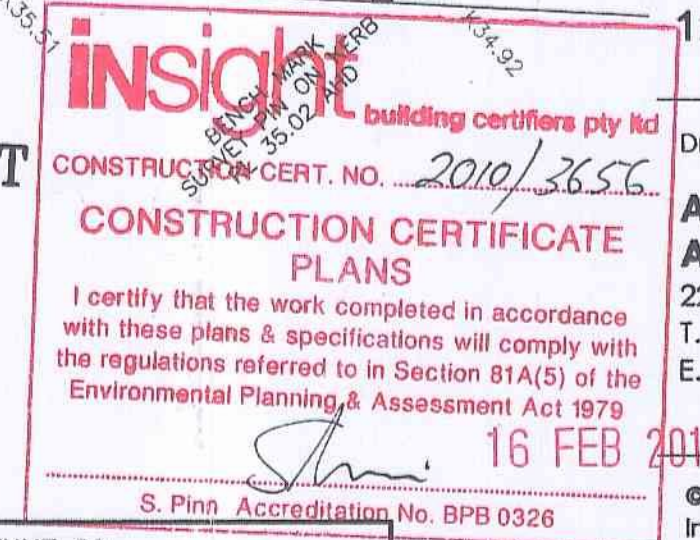 K35.51
K34.92
1
insight
building certifiers pty ltd
BENCH MARK
SURVEY PIN ON KERB
RL 35.02 AHD
T
CONSTRUCTION CERT. NO. 2010/3656
CONSTRUCTION CERTIFICATE
PLANS
I certify that the work completed in accordance
with these plans & specifications will comply with
the regulations referred to in Section 81A(5) of the
Environmental Planning & Assessment Act 1979
16 FEB 201
S. Pinn Accreditation No. BPB 0326
A
A
T.
E.
©